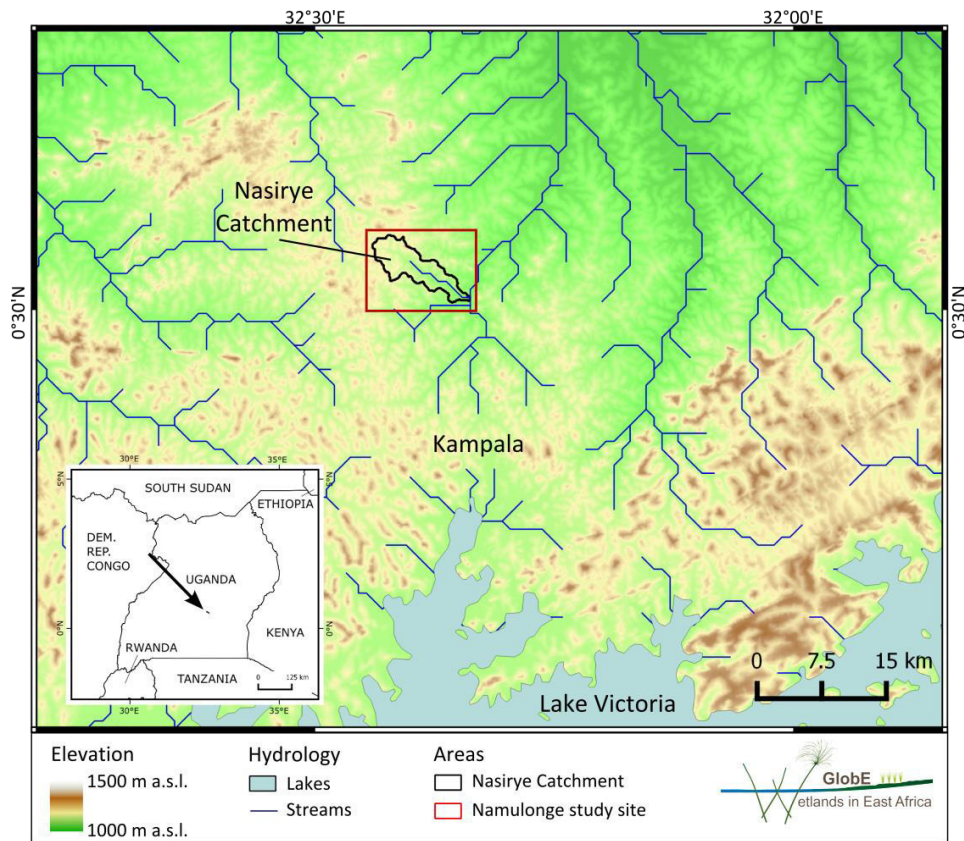 32°30'E
32°00'E
Nasirye
Catchment
0°30'N
0°30'N
Kampala
30°E
35°E
5°N
5°N
SOUTH SUDAN
ETHIOPIA
DEM.
REP.
CONGO
UGANDA
0°N
0°N
KENYA
RWANDA
TANZANIA
0 125 km
30°E
35°E
0 7.5 15 km
Lake Victoria
Elevation
1500 m a.s.l.
1000 m a.s.l.
Hydrology
Lakes
Streams
Areas
Nasirye Catchment
Namulonge study site
GlobE
etlands in East Africa